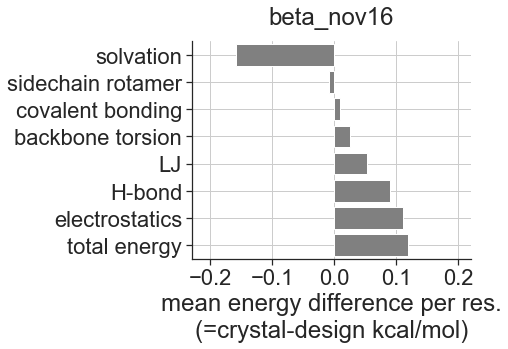 beta_nov16
solvation
sidechain rotamer
covalent bonding
backbone torsion
LJ
H-bond
electrostatics
total energy
−0.2 −0.1 0.0 0.1 0.2
mean energy difference per res.
(=crystal-design kcal/mol)